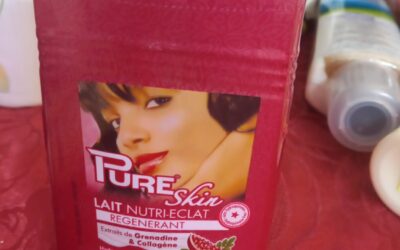 PURE
Skin
LAIT NUTRI-ECLAT
REGENERANT
Extraits de Grenadine
& Collagène